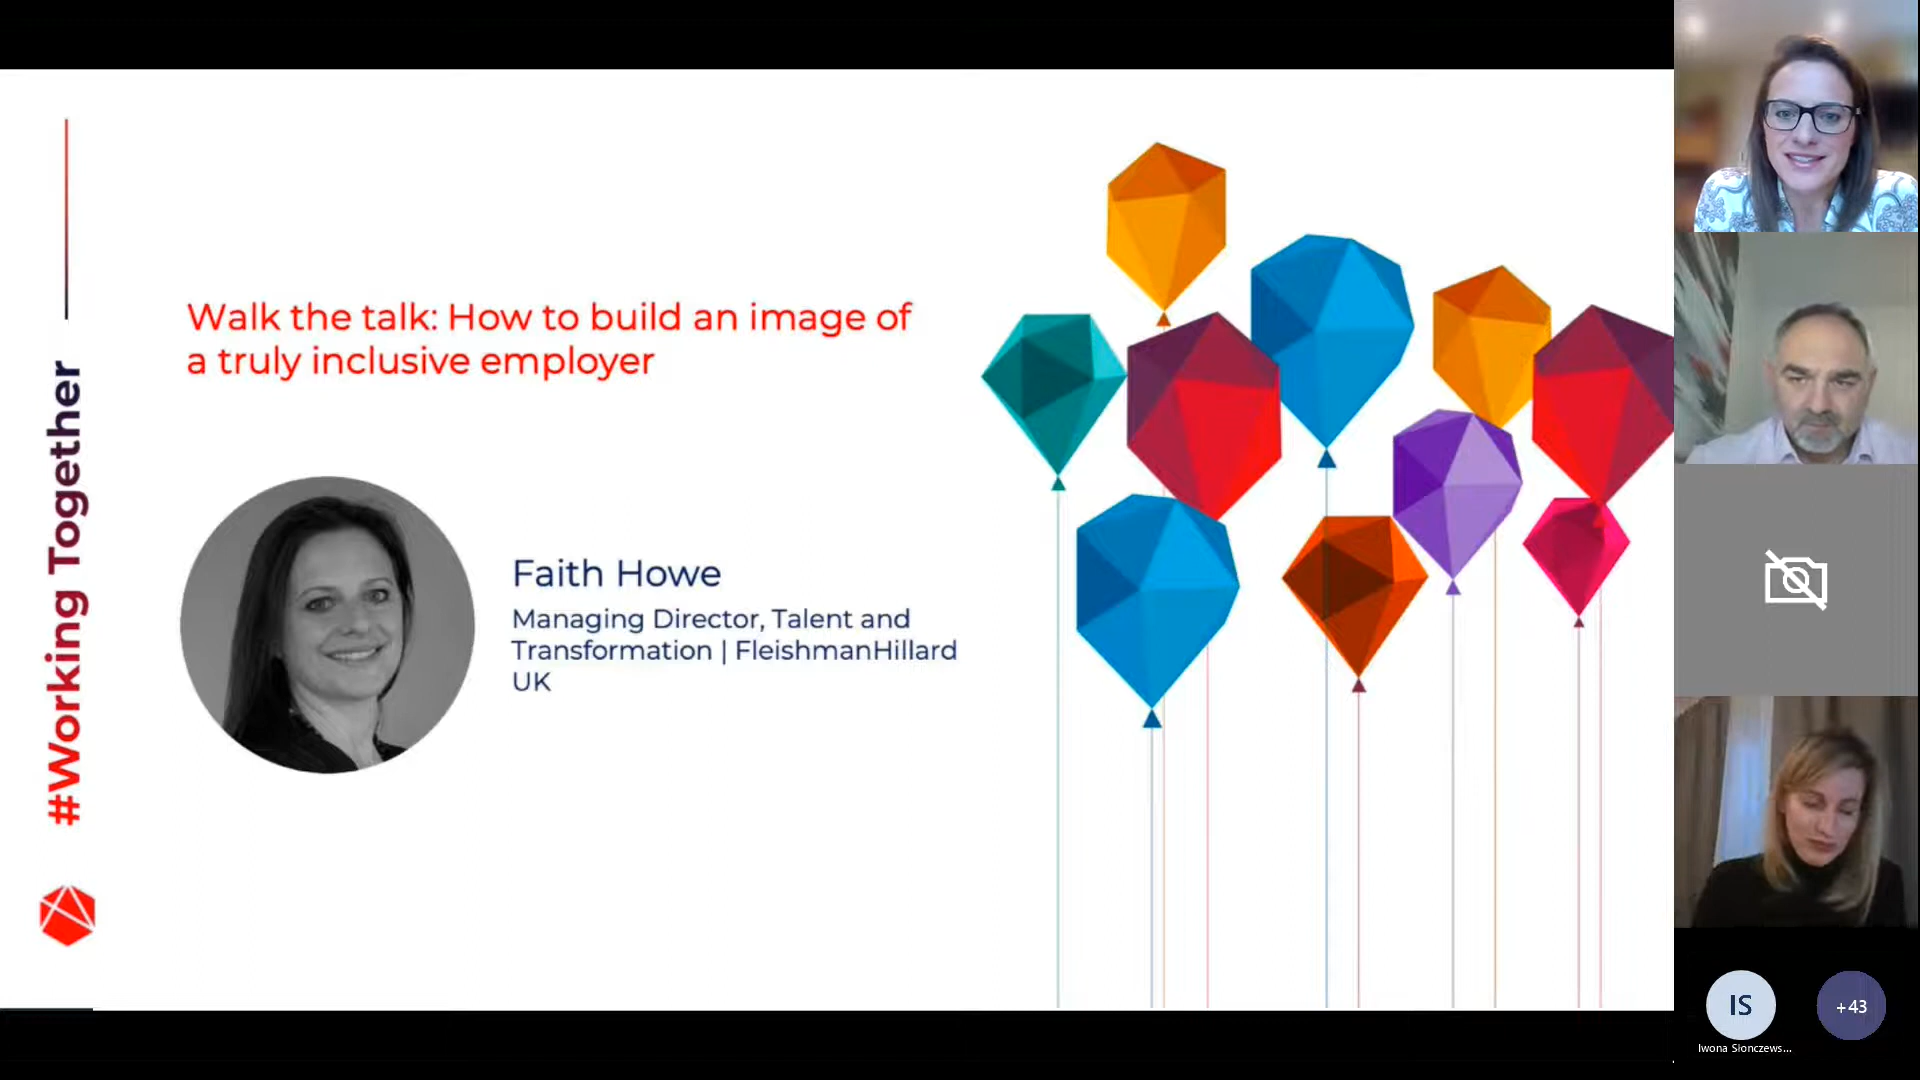 #Working Together
Walk the talk: How to build an image of
a truly inclusive employer
Faith Howe
Managing Director, Talent and
Transformation | FleishmanHillard
UK
IS
+43
Iwona Sionczews...